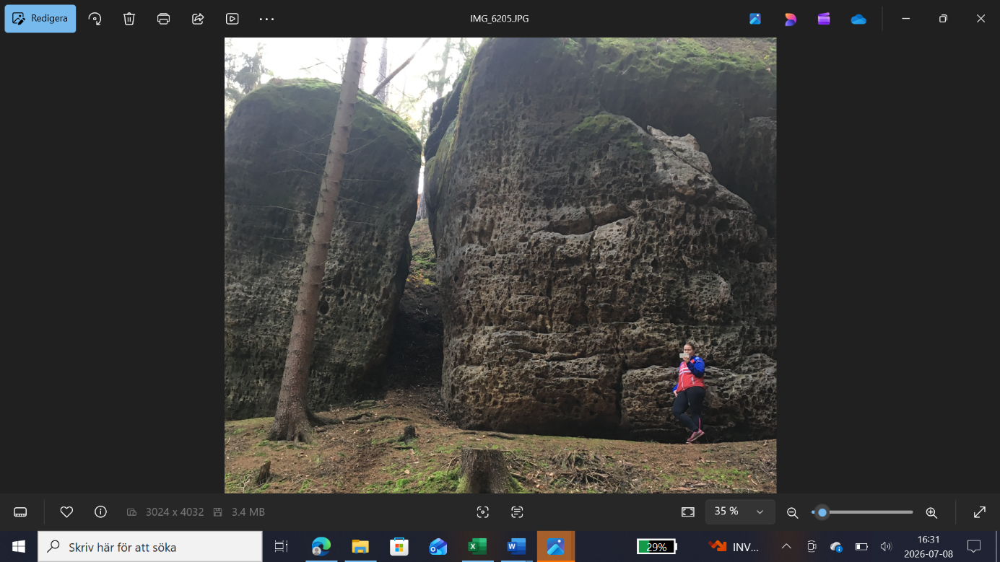 Redigera
IMG_6205.JPG
3024 x 4032
3.4 MB
35 %
Skriv här för att söka
29%
INV...
16:31
2026-07-08